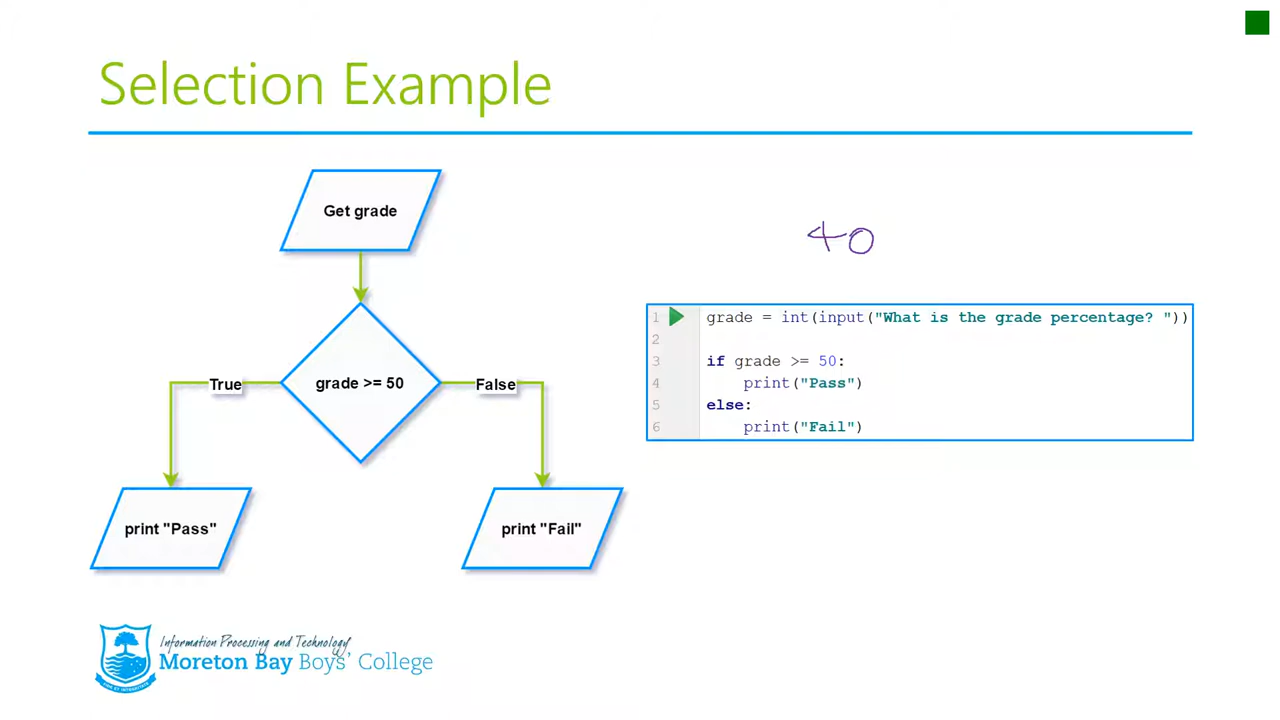 Selection Example
Get grade
40
grade >= 50
True
False
print "Pass"
print "Fail"
1 grade = int(input("What is the grade percentage? "))
2
3 if grade >= 50:
4     print("Pass")
5 else:
6     print("Fail")
Information Processing and Technology
Moreton Bay Boys' College